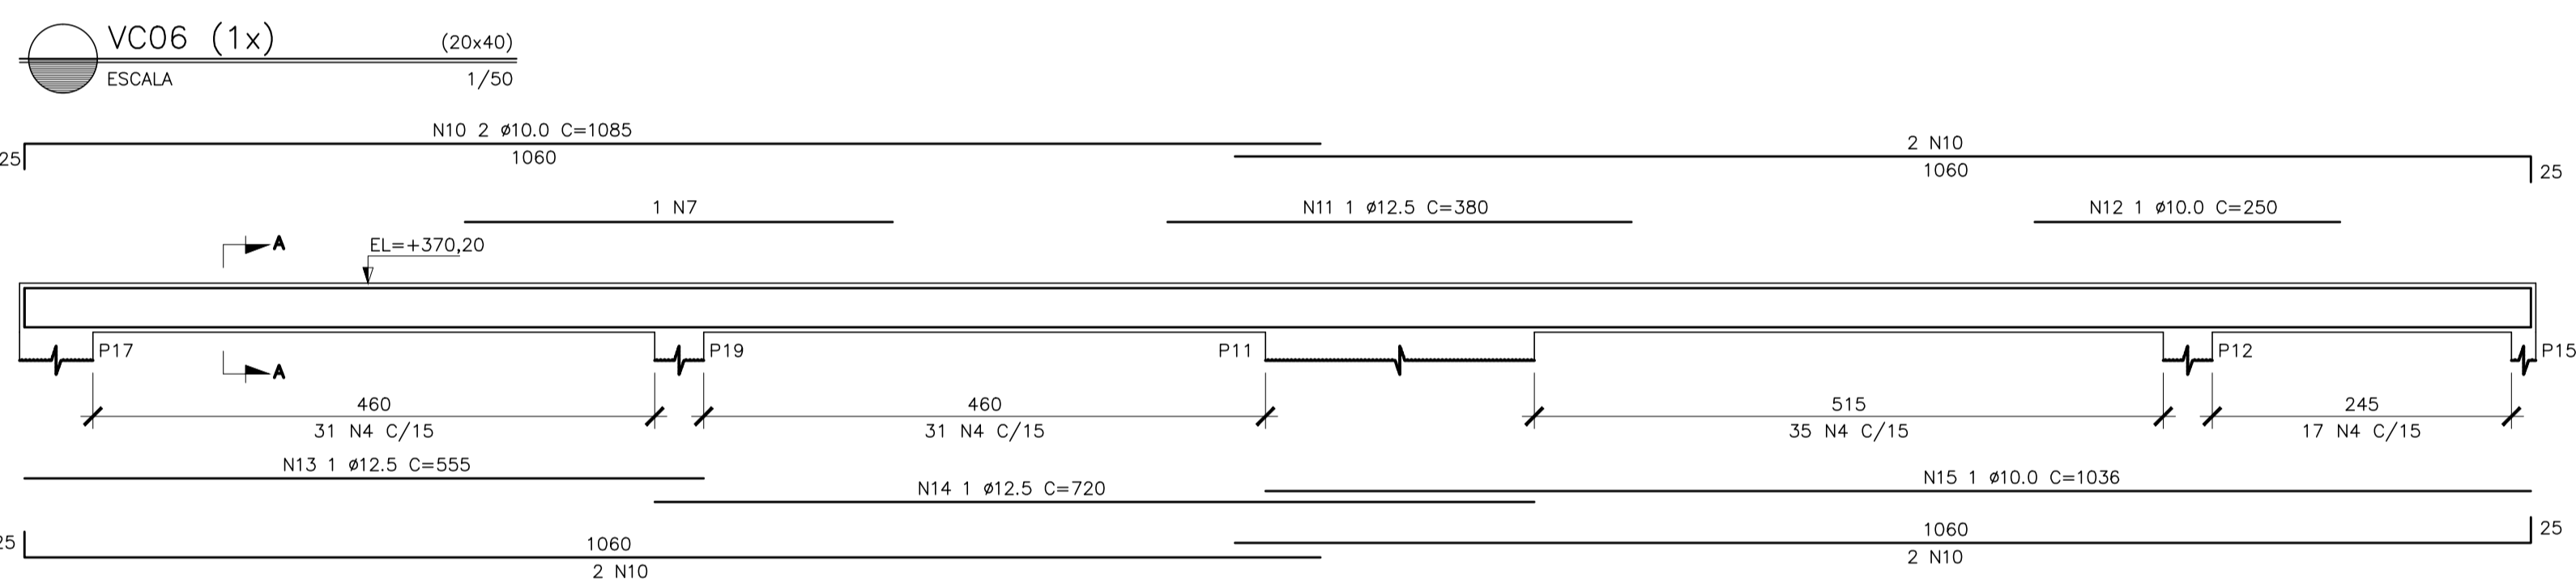 VC06 (1x) (20x40)
ESCALA 1/50
N10 2 ø10.0 C=1085
25 1060
2 N10
1060 25
1 N7
N11 1 ø12.5 C=380
N12 1 ø10.0 C=250
A
EL=+370,20
P17
A
P19
P11
P12
P15
460
31 N4 C/15
460
31 N4 C/15
515
35 N4 C/15
245
17 N4 C/15
N13 1 ø12.5 C=555
N14 1 ø12.5 C=720
N15 1 ø10.0 C=1036
25 1060
2 N10
1060 25
2 N10